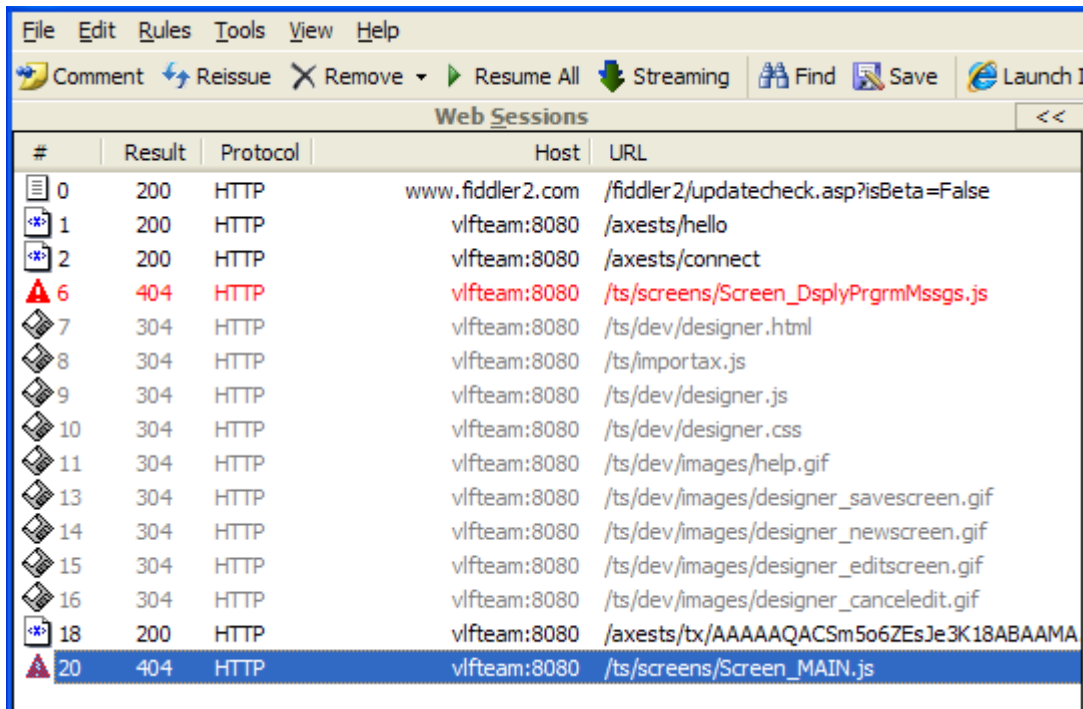 File Edit Rules Tools View Help
Comment Reissue Remove Resume All Streaming Find Save Launch
Web Sessions <<
# Result Protocol Host URL
0 200 HTTP www.fiddler2.com /fiddler2/updatecheck.asp?isBeta=False
1 200 HTTP vlfteam:8080 /axests/hello
2 200 HTTP vlfteam:8080 /axests/connect
6 404 HTTP vlfteam:8080 /ts/screens/Screen_DsplyPrgrmMssgs.js
7 304 HTTP vlfteam:8080 /ts/dev/designer.html
8 304 HTTP vlfteam:8080 /ts/importax.js
9 304 HTTP vlfteam:8080 /ts/dev/designer.js
10 304 HTTP vlfteam:8080 /ts/dev/designer.css
11 304 HTTP vlfteam:8080 /ts/dev/images/help.gif
13 304 HTTP vlfteam:8080 /ts/dev/images/designer_savescreen.gif
14 304 HTTP vlfteam:8080 /ts/dev/images/designer_newscreen.gif
15 304 HTTP vlfteam:8080 /ts/dev/images/designer_editscreen.gif
16 304 HTTP vlfteam:8080 /ts/dev/images/designer_canceledit.gif
18 200 HTTP vlfteam:8080 /axests/tx/AAAAAQACSm5o6ZEsJe3K18ABAAMA
20 404 HTTP vlfteam:8080 /ts/screens/Screen_MAIN.js